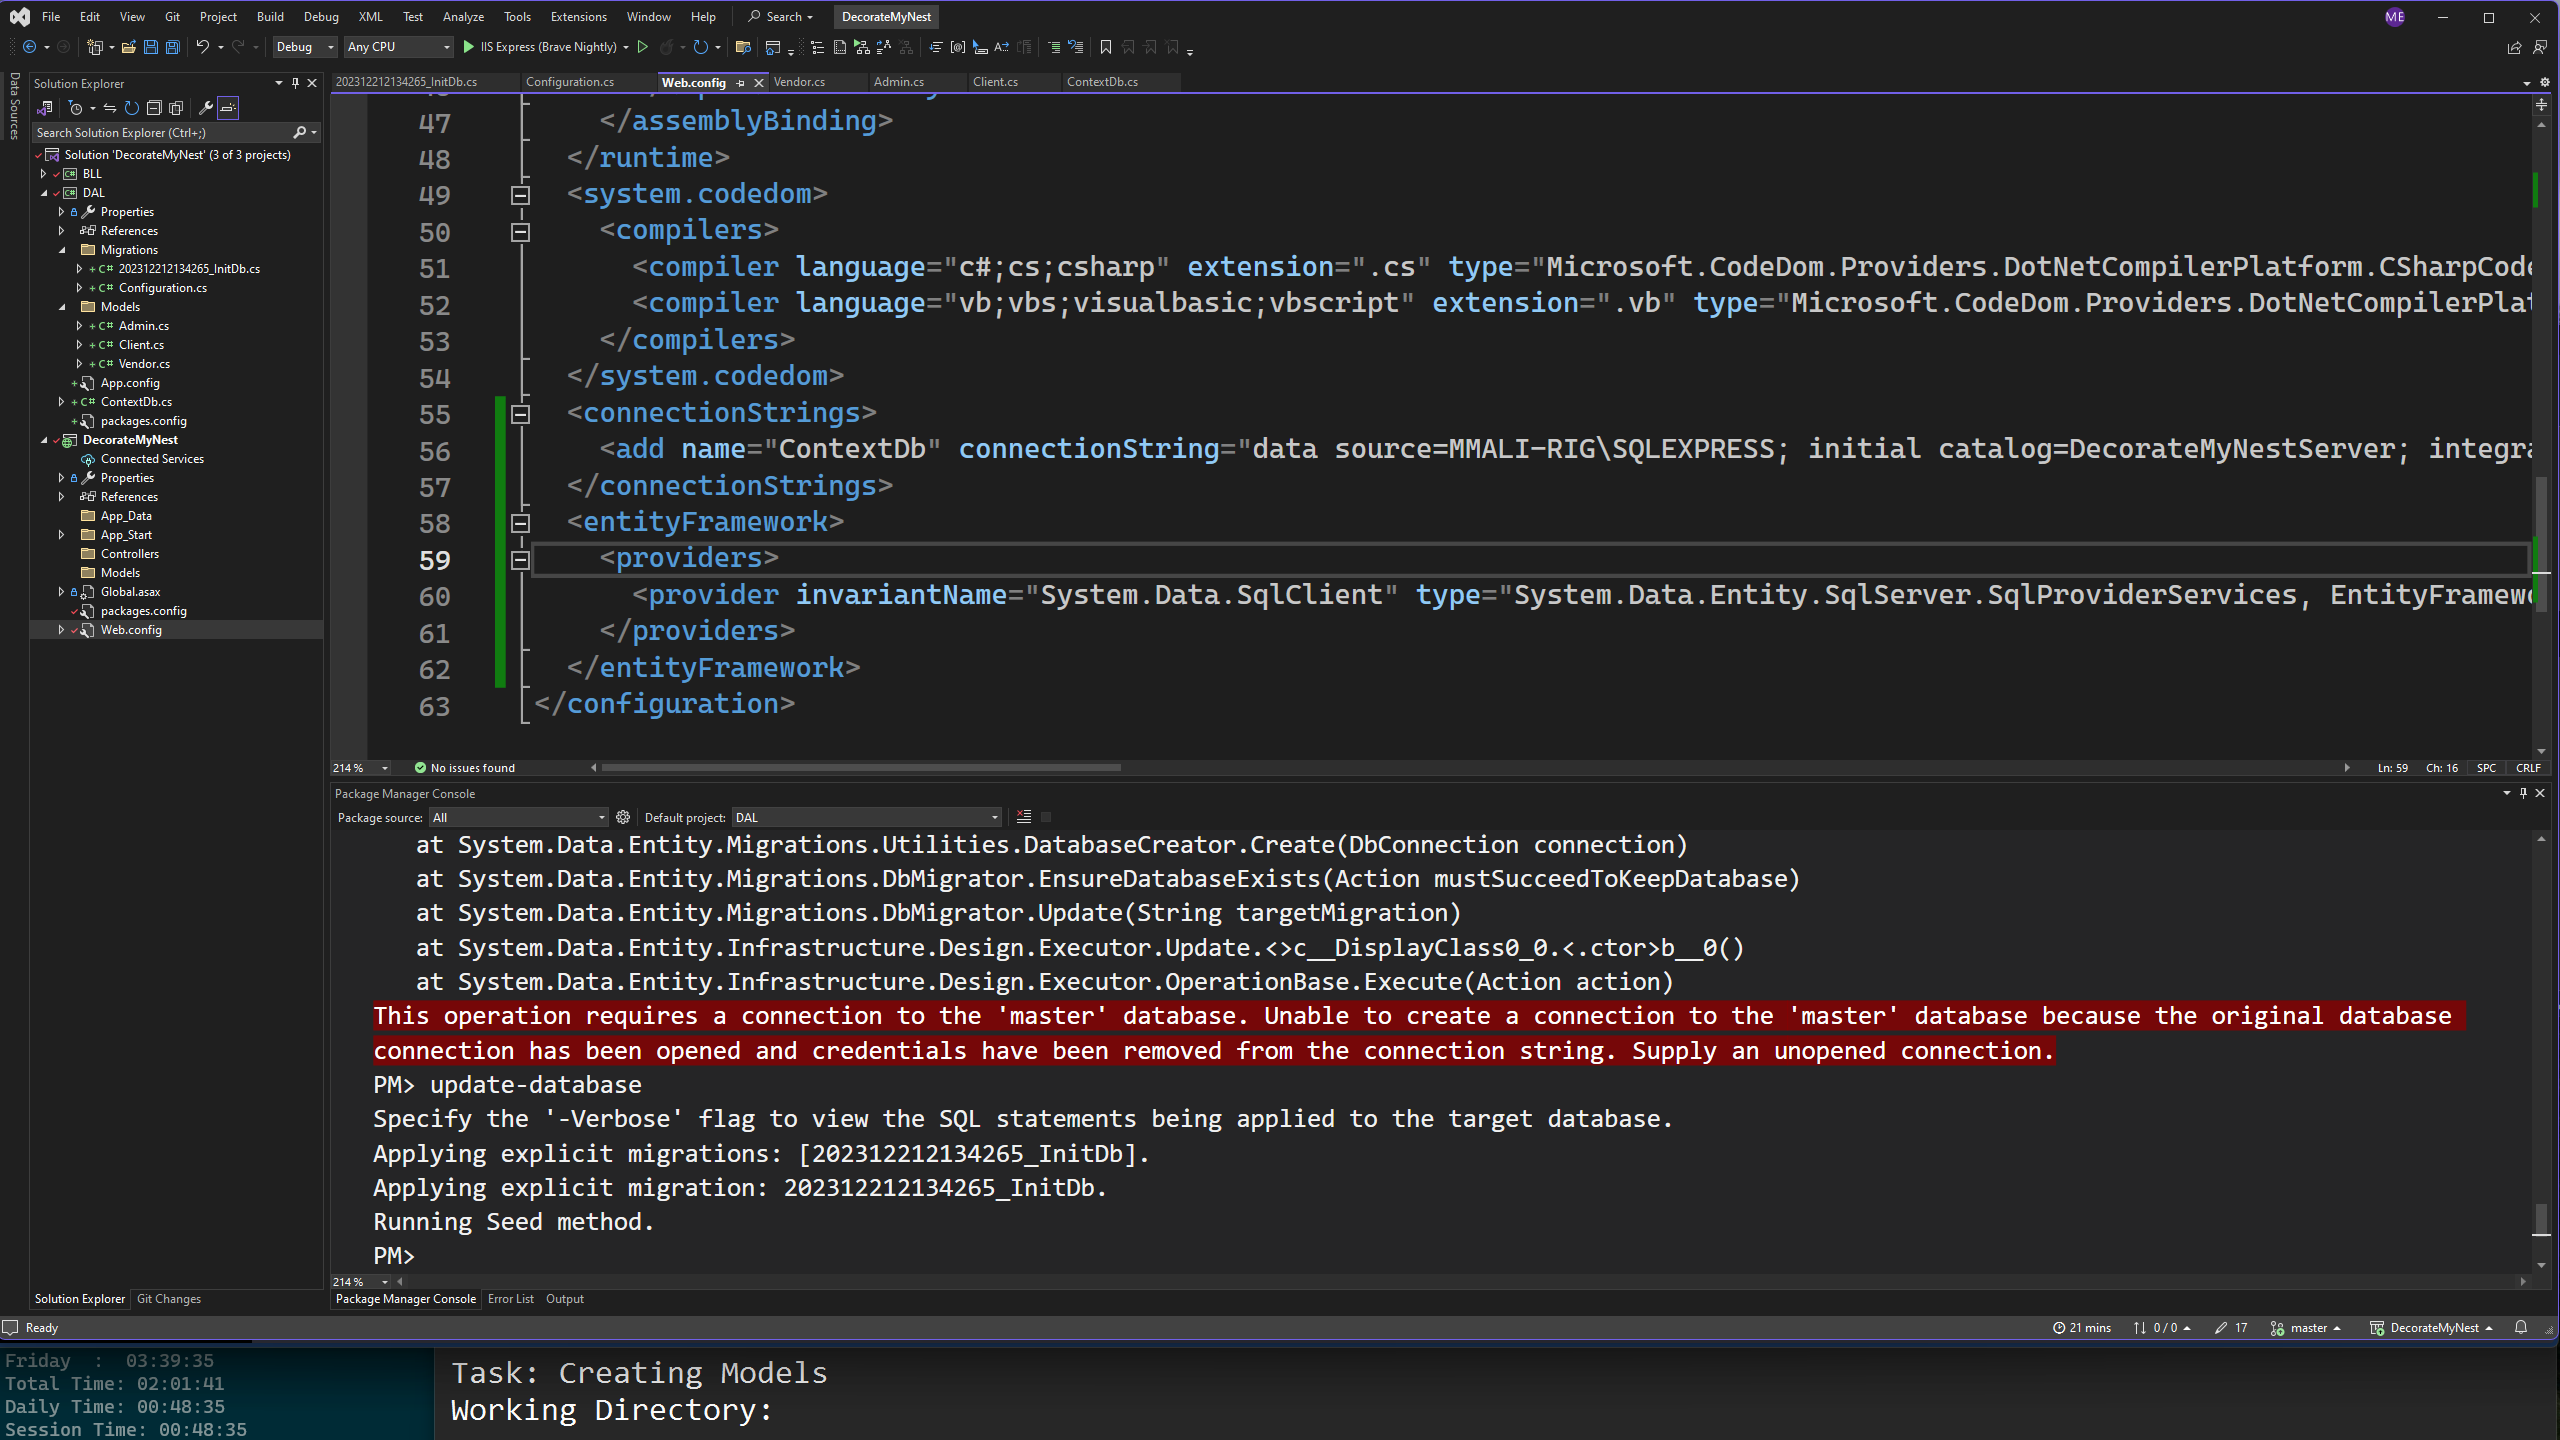 File Edit View Git Project Build Debug XML Test Analyze Tools Extensions Window Help Search DecorateMyNest ME
Debug Any CPU IIS Express (Brave Nightly)
Data Sources
Solution Explorer
Search Solution Explorer (Ctrl+;)
Solution 'DecorateMyNest' (3 of 3 projects)
BLL
DAL
Properties
References
Migrations
C# 202312212134265_InitDb.cs
C# Configuration.cs
Models
C# Admin.cs
C# Client.cs
C# Vendor.cs
App.config
C# ContextDb.cs
packages.config
DecorateMyNest
Connected Services
Properties
References
App_Data
App_Start
Controllers
Models
Global.asax
packages.config
Web.config
Solution Explorer Git Changes
202312212134265_InitDb.cs Configuration.cs Web.config Vendor.cs Admin.cs Client.cs ContextDb.cs
47 </assemblyBinding>
48 </runtime>
49 <system.codedom>
50 <compilers>
51 <compiler language="c#;cs;csharp" extension=".cs" type="Microsoft.CodeDom.Providers.DotNetCompilerPlatform.CSharpCode
52 <compiler language="vb;vbs;visualbasic;vbscript" extension=".vb" type="Microsoft.CodeDom.Providers.DotNetCompilerPlat
53 </compilers>
54 </system.codedom>
55 <connectionStrings>
56 <add name="ContextDb" connectionString="data source=MMALI-RIG\SQLEXPRESS; initial catalog=DecorateMyNestServer; integra
57 </connectionStrings>
58 <entityFramework>
59 <providers>
60 <provider invariantName="System.Data.SqlClient" type="System.Data.Entity.SqlServer.SqlProviderServices, EntityFramewo
61 </providers>
62 </entityFramework>
63 </configuration>
214 % No issues found Ln: 59 Ch: 16 SPC CRLF
Package Manager Console
Package source: All Default project: DAL
at System.Data.Entity.Migrations.Utilities.DatabaseCreator.Create(DbConnection connection)
at System.Data.Entity.Migrations.DbMigrator.EnsureDatabaseExists(Action mustSucceedToKeepDatabase)
at System.Data.Entity.Migrations.DbMigrator.Update(String targetMigration)
at System.Data.Entity.Infrastructure.Design.Executor.Update.<>c__DisplayClass0_0.<.ctor>b__0()
at System.Data.Entity.Infrastructure.Design.Executor.OperationBase.Execute(Action action)
This operation requires a connection to the 'master' database. Unable to create a connection to the 'master' database because the original database
connection has been opened and credentials have been removed from the connection string. Supply an unopened connection.
PM> update-database
Specify the '-Verbose' flag to view the SQL statements being applied to the target database.
Applying explicit migrations: [202312212134265_InitDb].
Applying explicit migration: 202312212134265_InitDb.
Running Seed method.
PM>
214 %
Package Manager Console Error List Output
Ready 21 mins 0 / 0 17 master DecorateMyNest
Friday : 03:39:35
Total Time: 02:01:41
Daily Time: 00:48:35
Session Time: 00:48:35
Task: Creating Models
Working Directory: